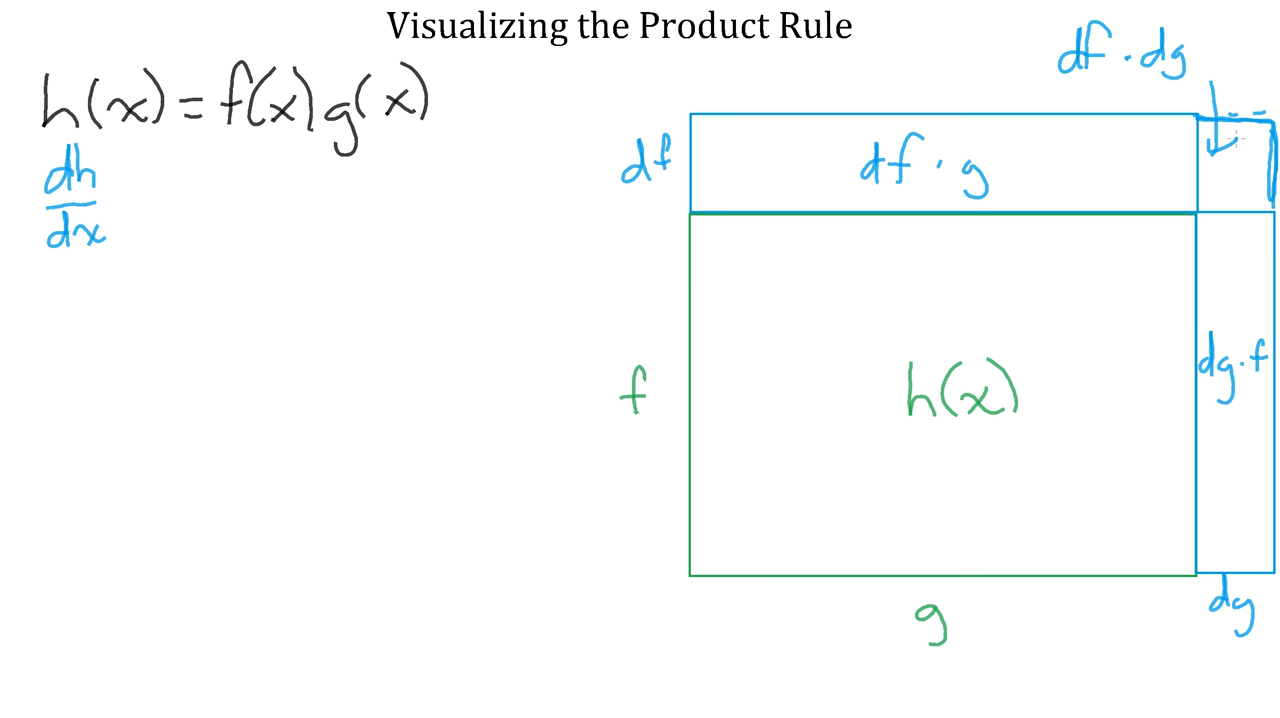 Visualizing the Product Rule
h(x) = f(x)g(x)
dh
dx
df · dg
df
df · g
f
h(x)
dg · f
g
dg